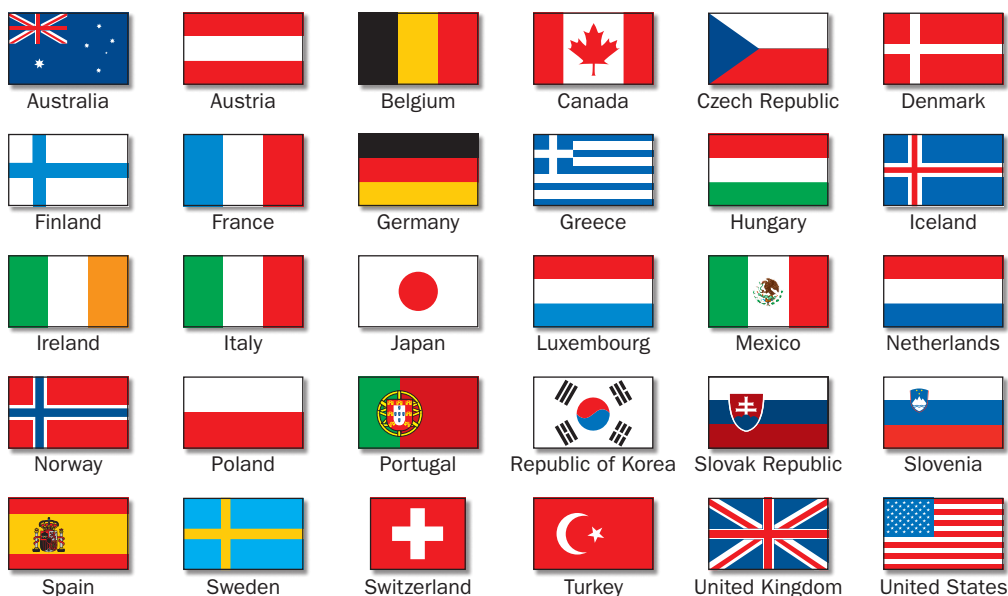 Australia
Austria
Belgium
Canada
Czech Republic
Denmark
Finland
France
Germany
Greece
Hungary
Iceland
Ireland
Italy
Japan
Luxembourg
Mexico
Netherlands
Norway
Poland
Portugal
Republic of Korea
Slovak Republic
Slovenia
Spain
Sweden
Switzerland
Turkey
United Kingdom
United States